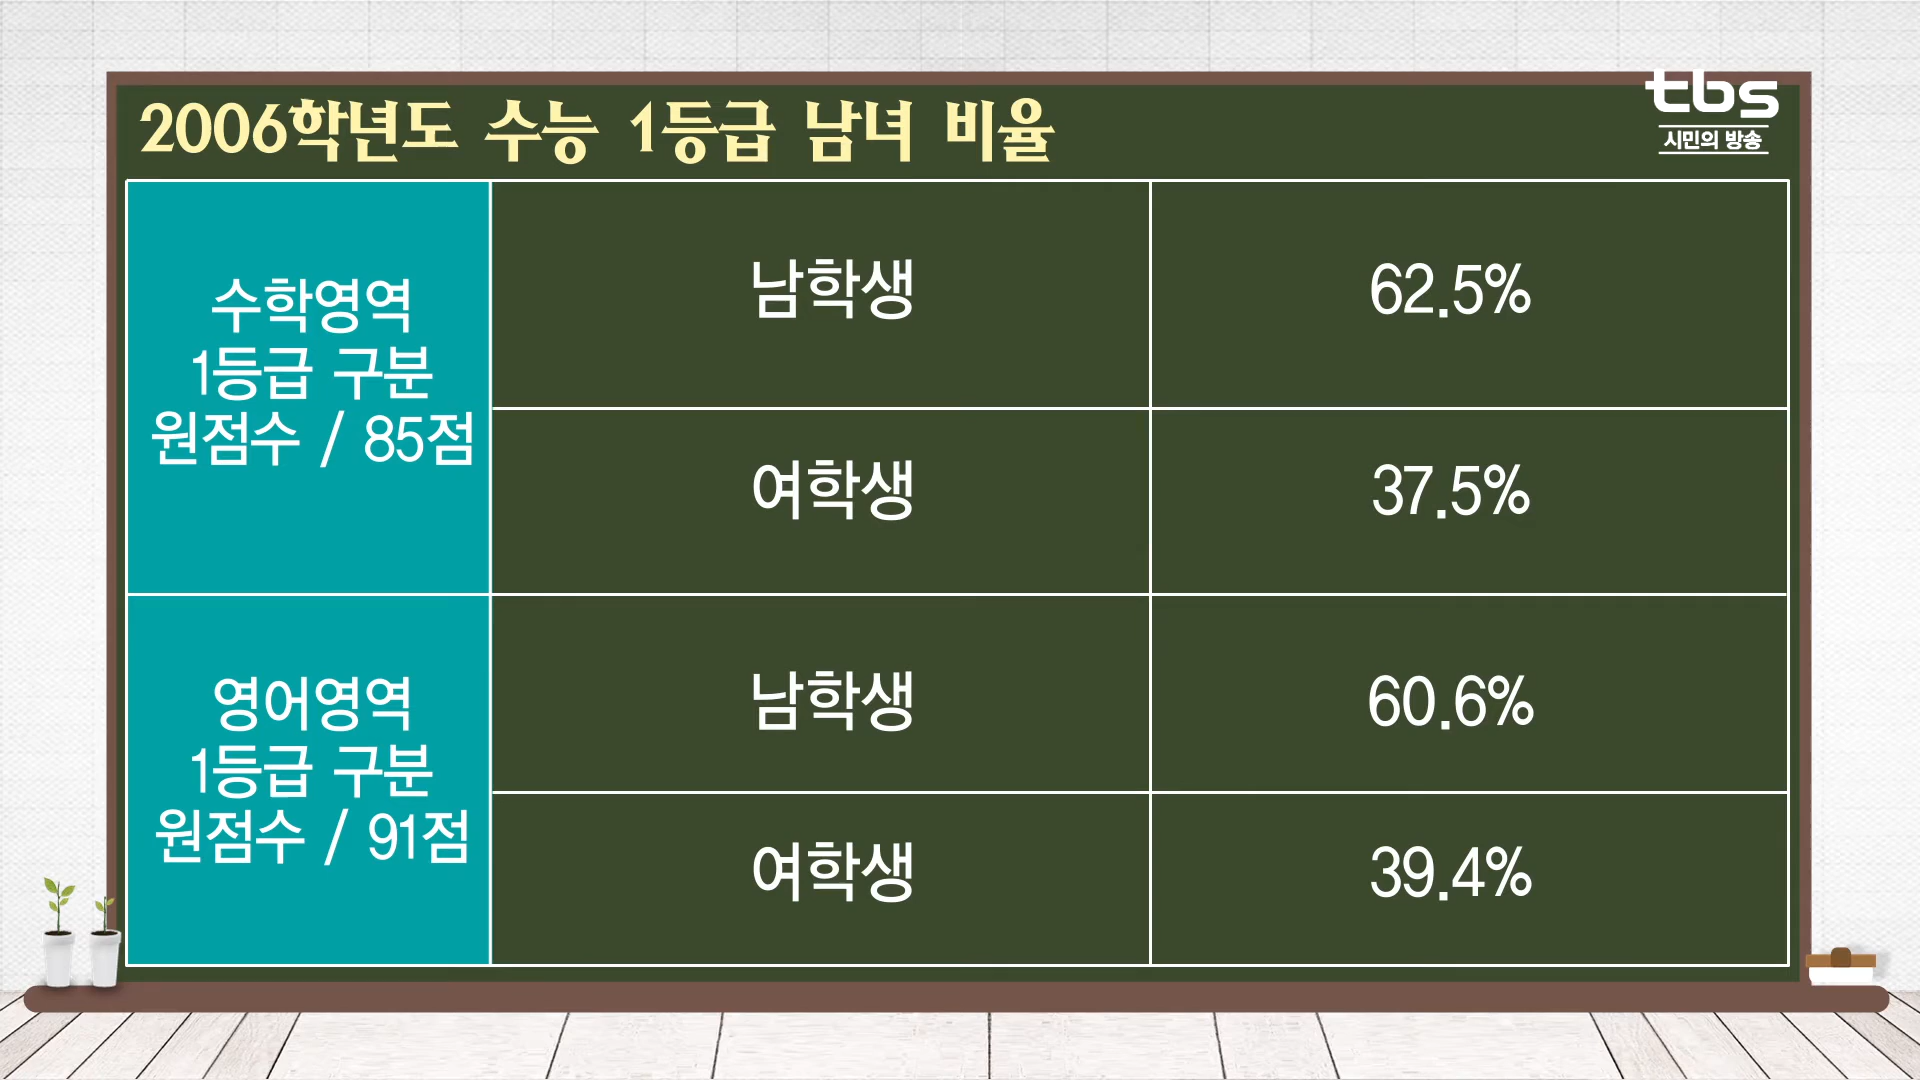 2006학년도 수능 1등급 남녀 비율
tbs
시민의 방송
수학영역
1등급 구분
원점수 / 85점
남학생
62.5%
여학생
37.5%
영어영역
1등급 구분
원점수 / 91점
남학생
60.6%
여학생
39.4%